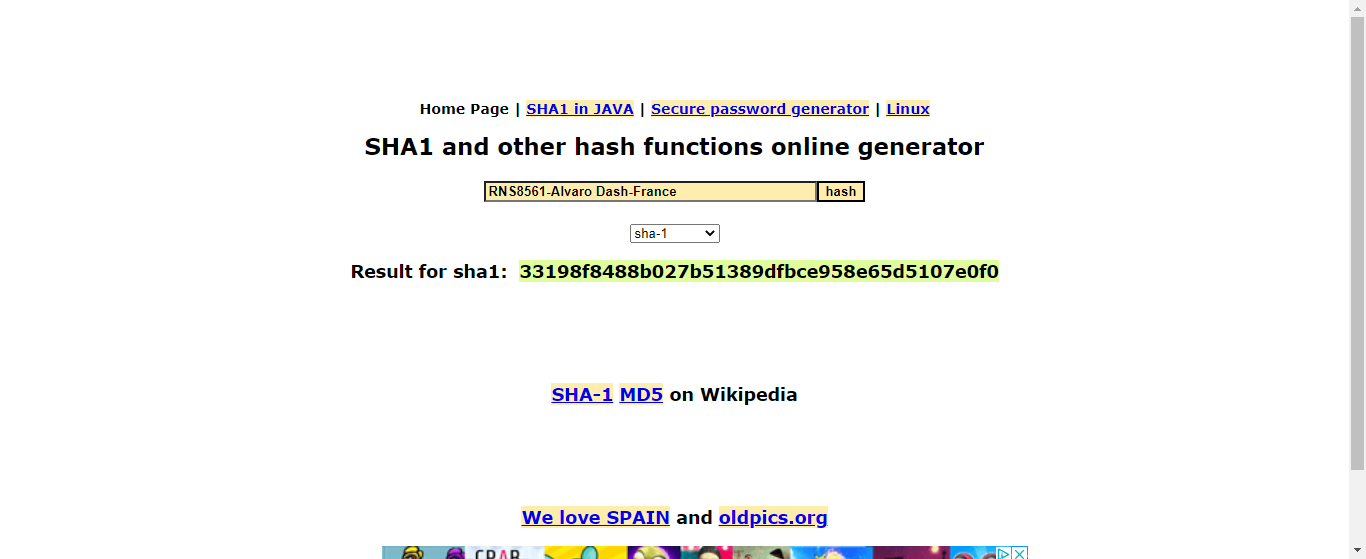 Home Page | SHA1 in JAVA | Secure password generator | Linux
SHA1 and other hash functions online generator
RNS8561-Alvaro Dash-France hash
sha-1
Result for sha1: 33198f8488b027b51389dfbce958e65d5107e0f0
SHA-1 MD5 on Wikipedia
We love SPAIN and oldpics.org